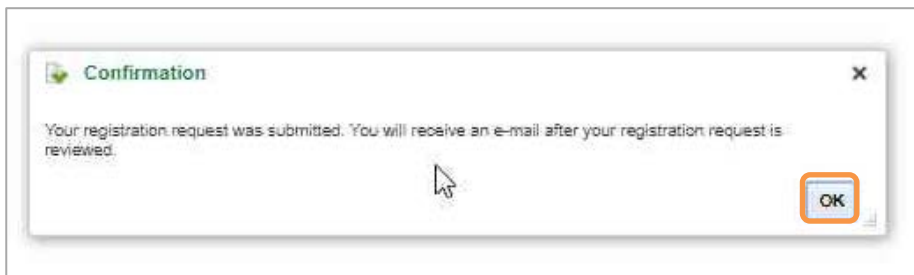 Confirmation
Your registration request was submitted. You will receive an e-mail after your registration request is
reviewed.
OK